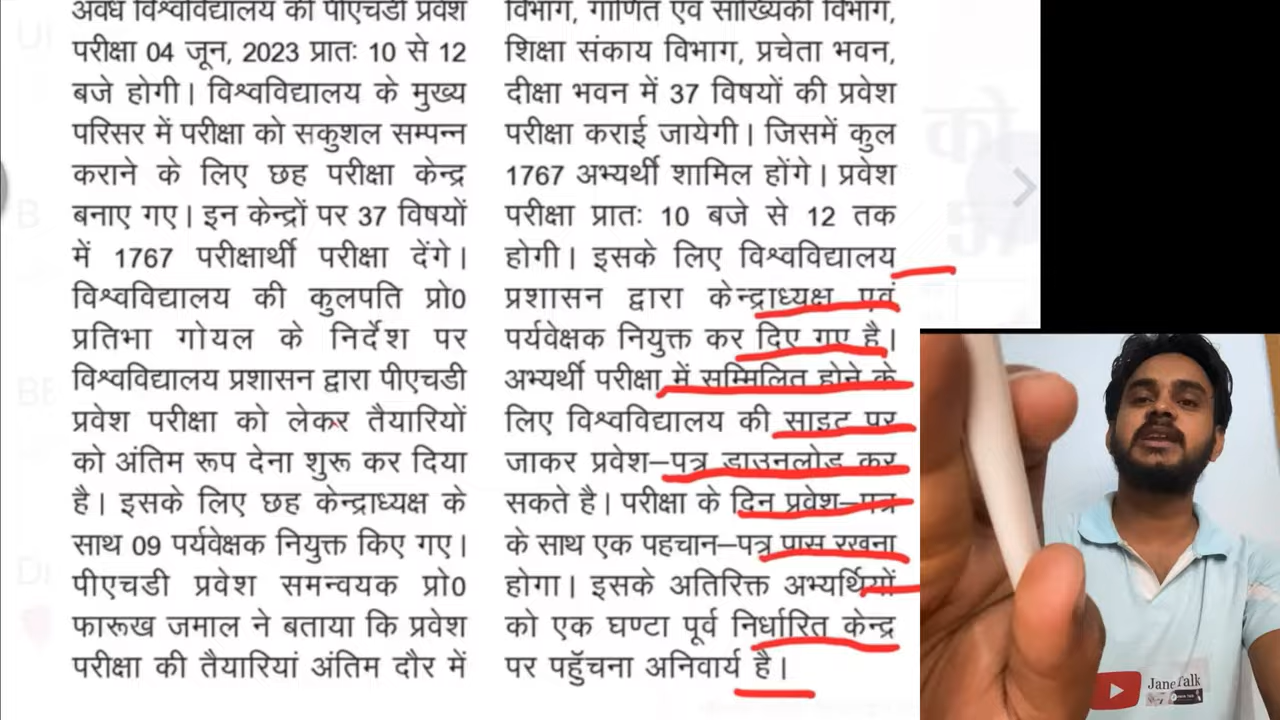 अवध विश्वविद्यालय की पीएचडी प्रवेश
परीक्षा 04 जून, 2023 प्रातः 10 से 12
बजे होगी। विश्वविद्यालय के मुख्य
परिसर में परीक्षा को सकुशल सम्पन्न
कराने के लिए छह परीक्षा केन्द्र
बनाए गए। इन केन्द्रों पर 37 विषयों
में 1767 परीक्षार्थी परीक्षा देंगे।
विश्वविद्यालय की कुलपति प्रो0
प्रतिभा गोयल के निर्देश पर
विश्वविद्यालय प्रशासन द्वारा पीएचडी
प्रवेश परीक्षा को लेकर तैयारियों
को अंतिम रूप देना शुरू कर दिया
है। इसके लिए छह केन्द्राध्यक्ष के
साथ 09 पर्यवेक्षक नियुक्त किए गए।
पीएचडी प्रवेश समन्वयक प्रो0
फारूख जमाल ने बताया कि प्रवेश
परीक्षा की तैयारियां अंतिम दौर में
विभाग, गणित एवं सांख्यिकी विभाग,
शिक्षा संकाय विभाग, प्रचेता भवन,
दीक्षा भवन में 37 विषयों की प्रवेश
परीक्षा कराई जायेगी। जिसमें कुल
1767 अभ्यर्थी शामिल होंगे। प्रवेश
परीक्षा प्रातः 10 बजे से 12 तक
होगी। इसके लिए विश्वविद्यालय
प्रशासन द्वारा केन्द्राध्यक्ष एवं
पर्यवेक्षक नियुक्त कर दिए गए है।
अभ्यर्थी परीक्षा में सम्मिलित होने के
लिए विश्वविद्यालय की साइट पर
जाकर प्रवेश–पत्र डाउनलोड कर
सकते है। परीक्षा के दिन प्रवेश–पत्र
के साथ एक पहचान–पत्र पास रखना
होगा। इसके अतिरिक्त अभ्यर्थियों
को एक घण्टा पूर्व निर्धारित केन्द्र
पर पहुॅचना अनिवार्य है।
को
57
JaneTalk